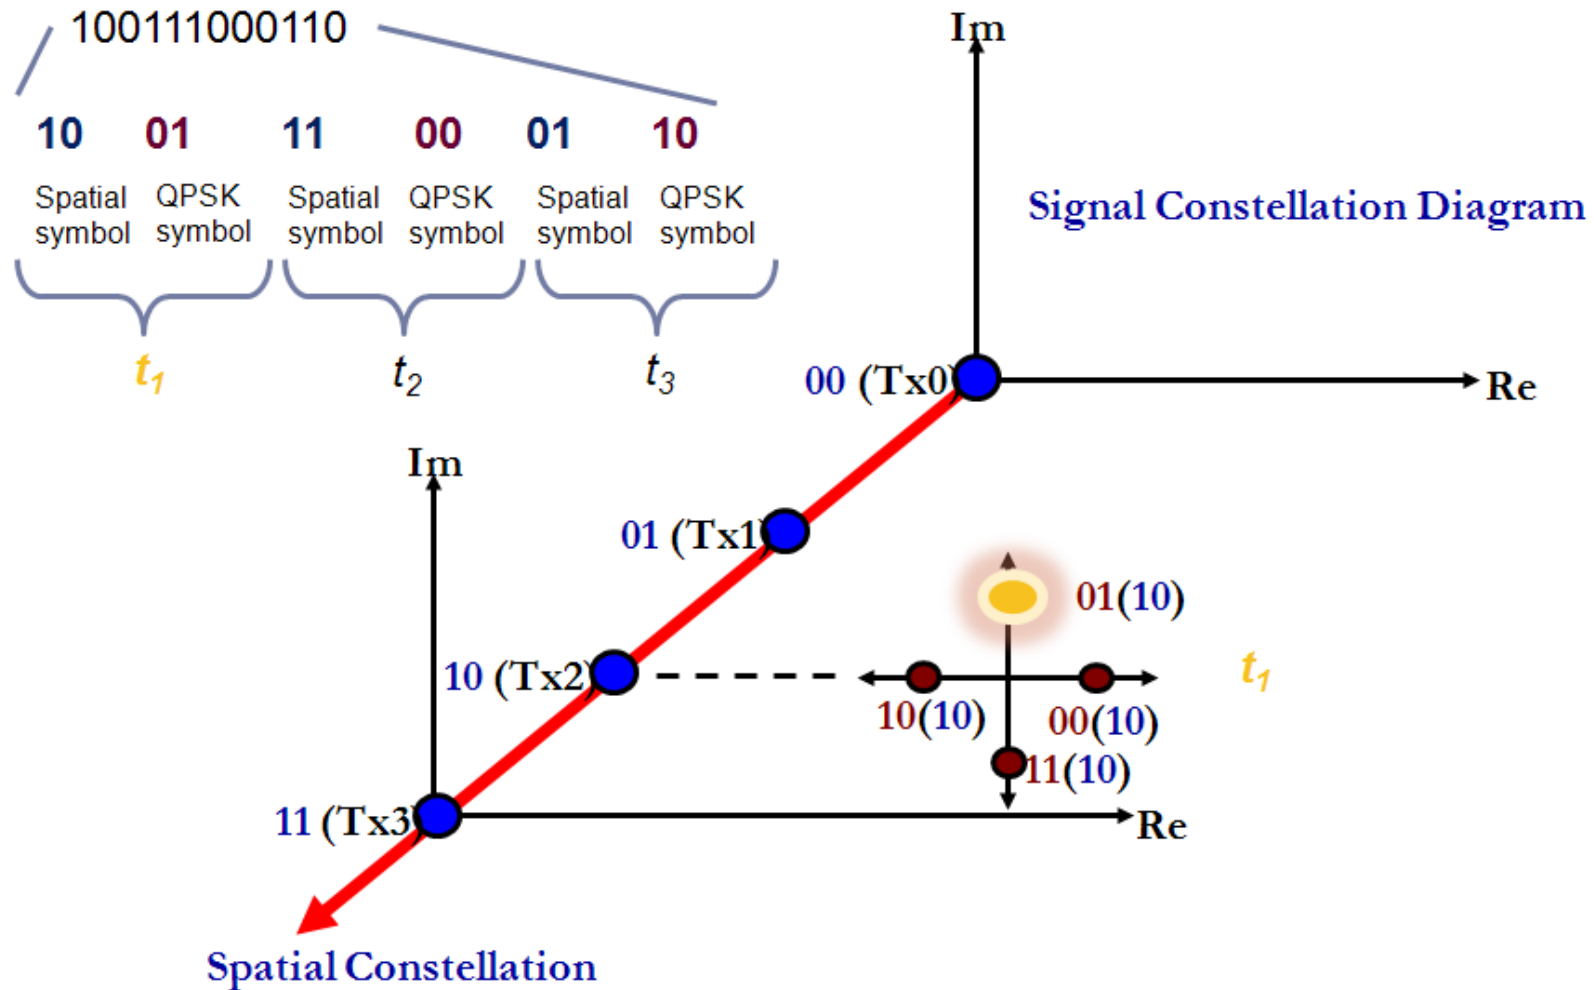 100111000110
10 01 11 00 01 10
Spatial symbol QPSK symbol Spatial symbol QPSK symbol Spatial symbol QPSK symbol
t1 t2 t3
Im
Signal Constellation Diagram
00 (Tx0)
Re
Im
01 (Tx1)
01(10)
10 (Tx2)
t1
10(10) 00(10)
11(10)
11 (Tx3)
Re
Spatial Constellation